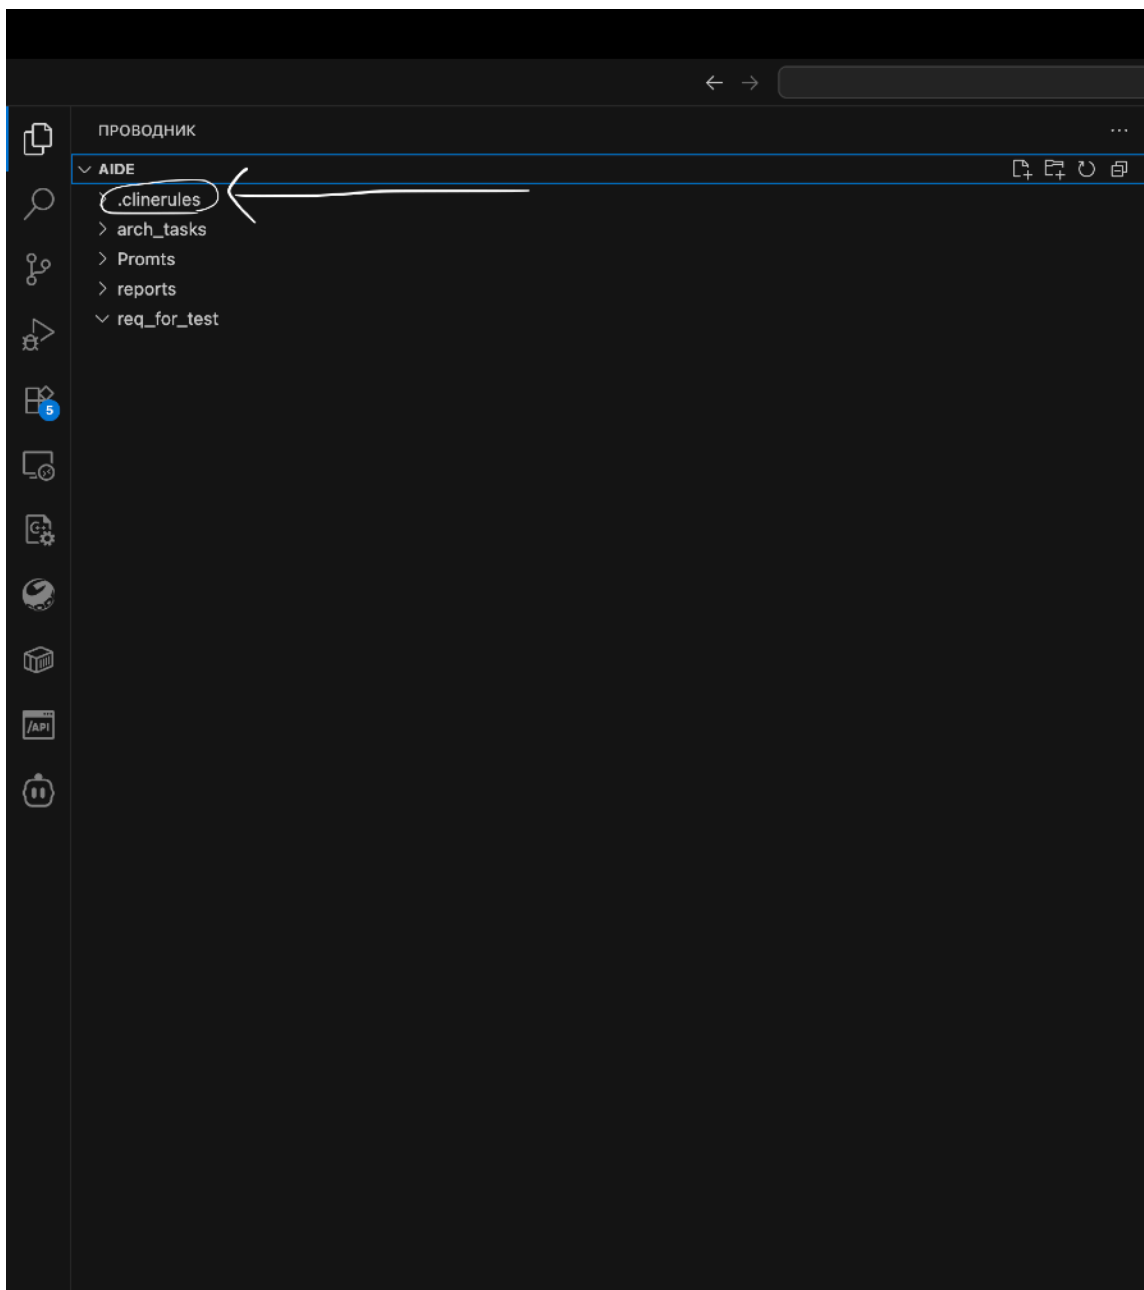 ПРОВОДНИК
AIDE
.clinerules
arch_tasks
Promts
reports
req_for_test
5
C++
/API